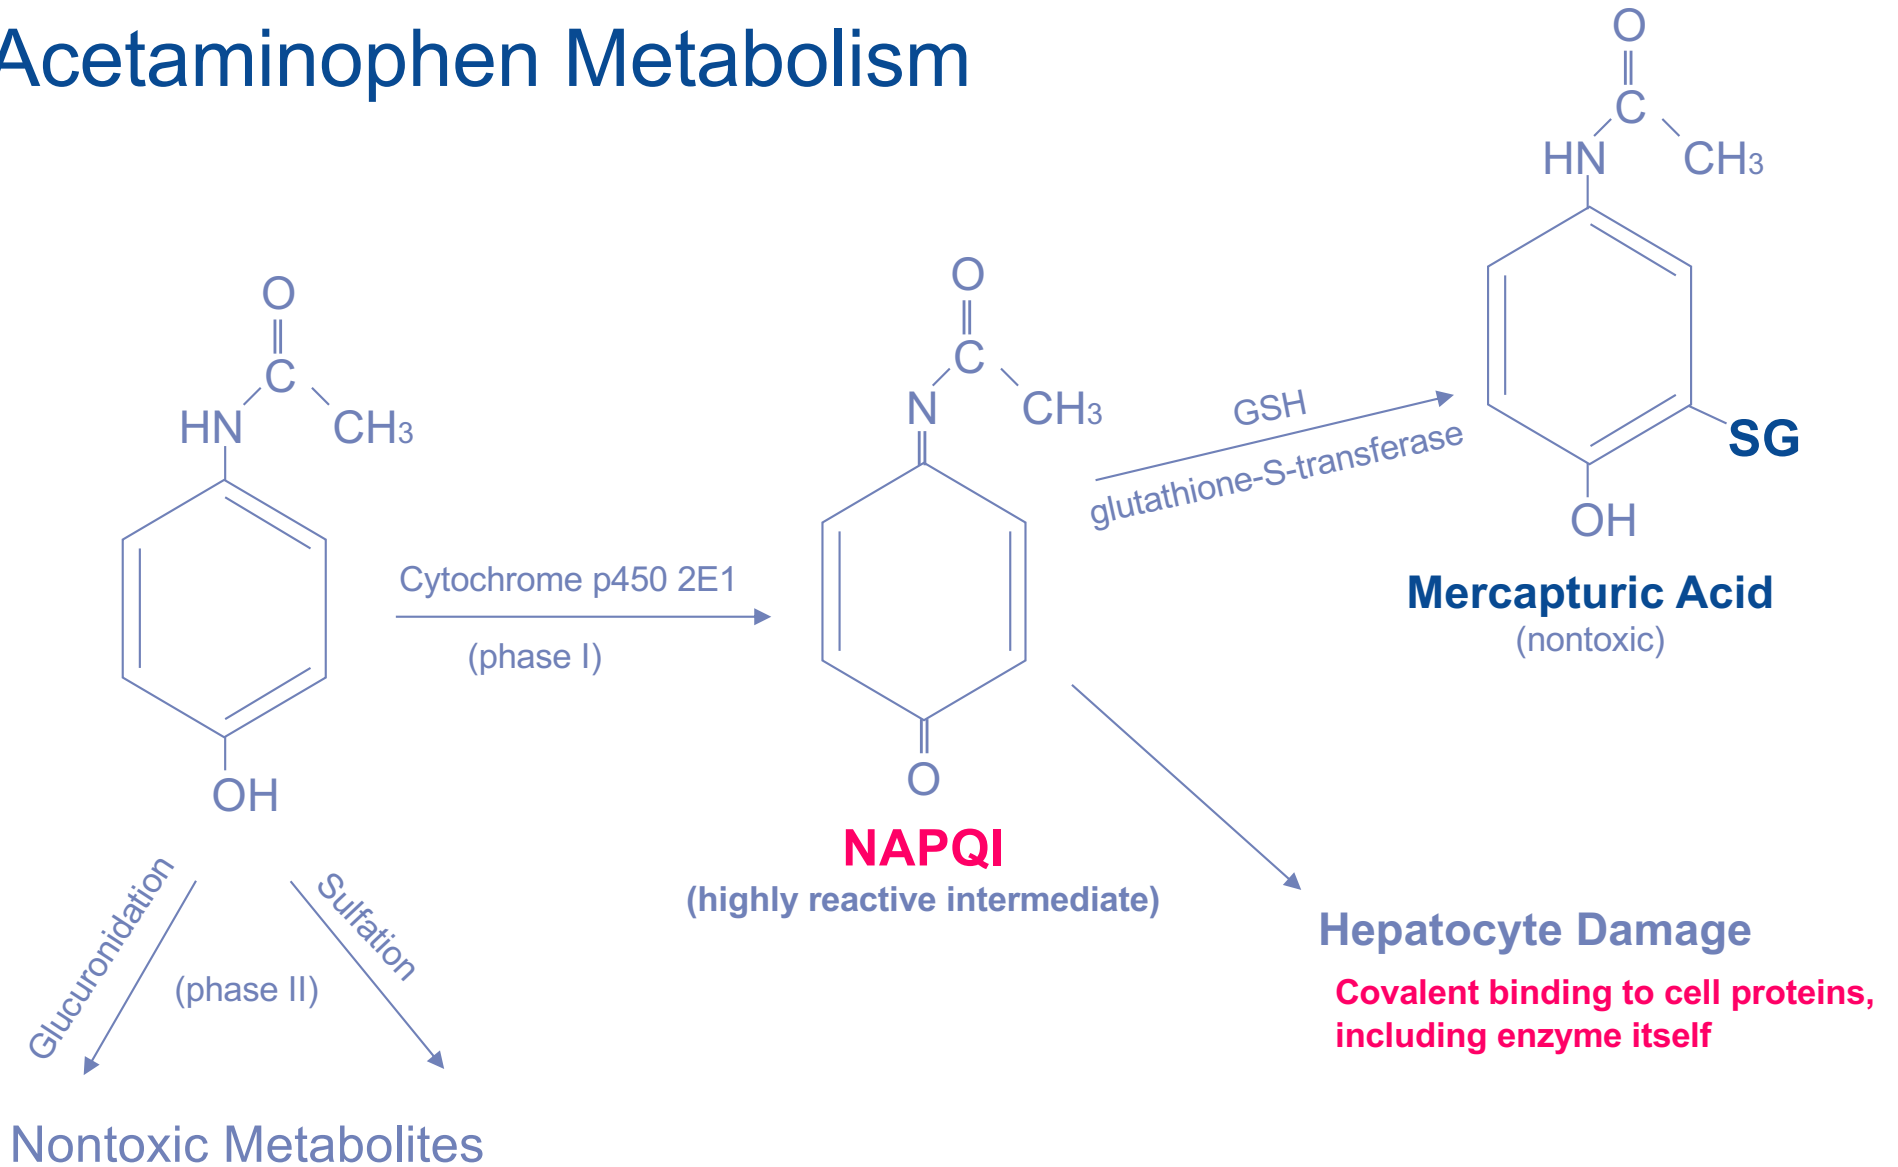 Acetaminophen Metabolism
O
C
HN
CH3
OH
Cytochrome p450 2E1
(phase I)
O
C
N
CH3
O
NAPQI
(highly reactive intermediate)
GSH
glutathione-S-transferase
O
C
HN
CH3
SG
OH
Mercapturic Acid
(nontoxic)
Glucuronidation
Sulfation
(phase II)
Nontoxic Metabolites
Hepatocyte Damage
Covalent binding to cell proteins,
including enzyme itself